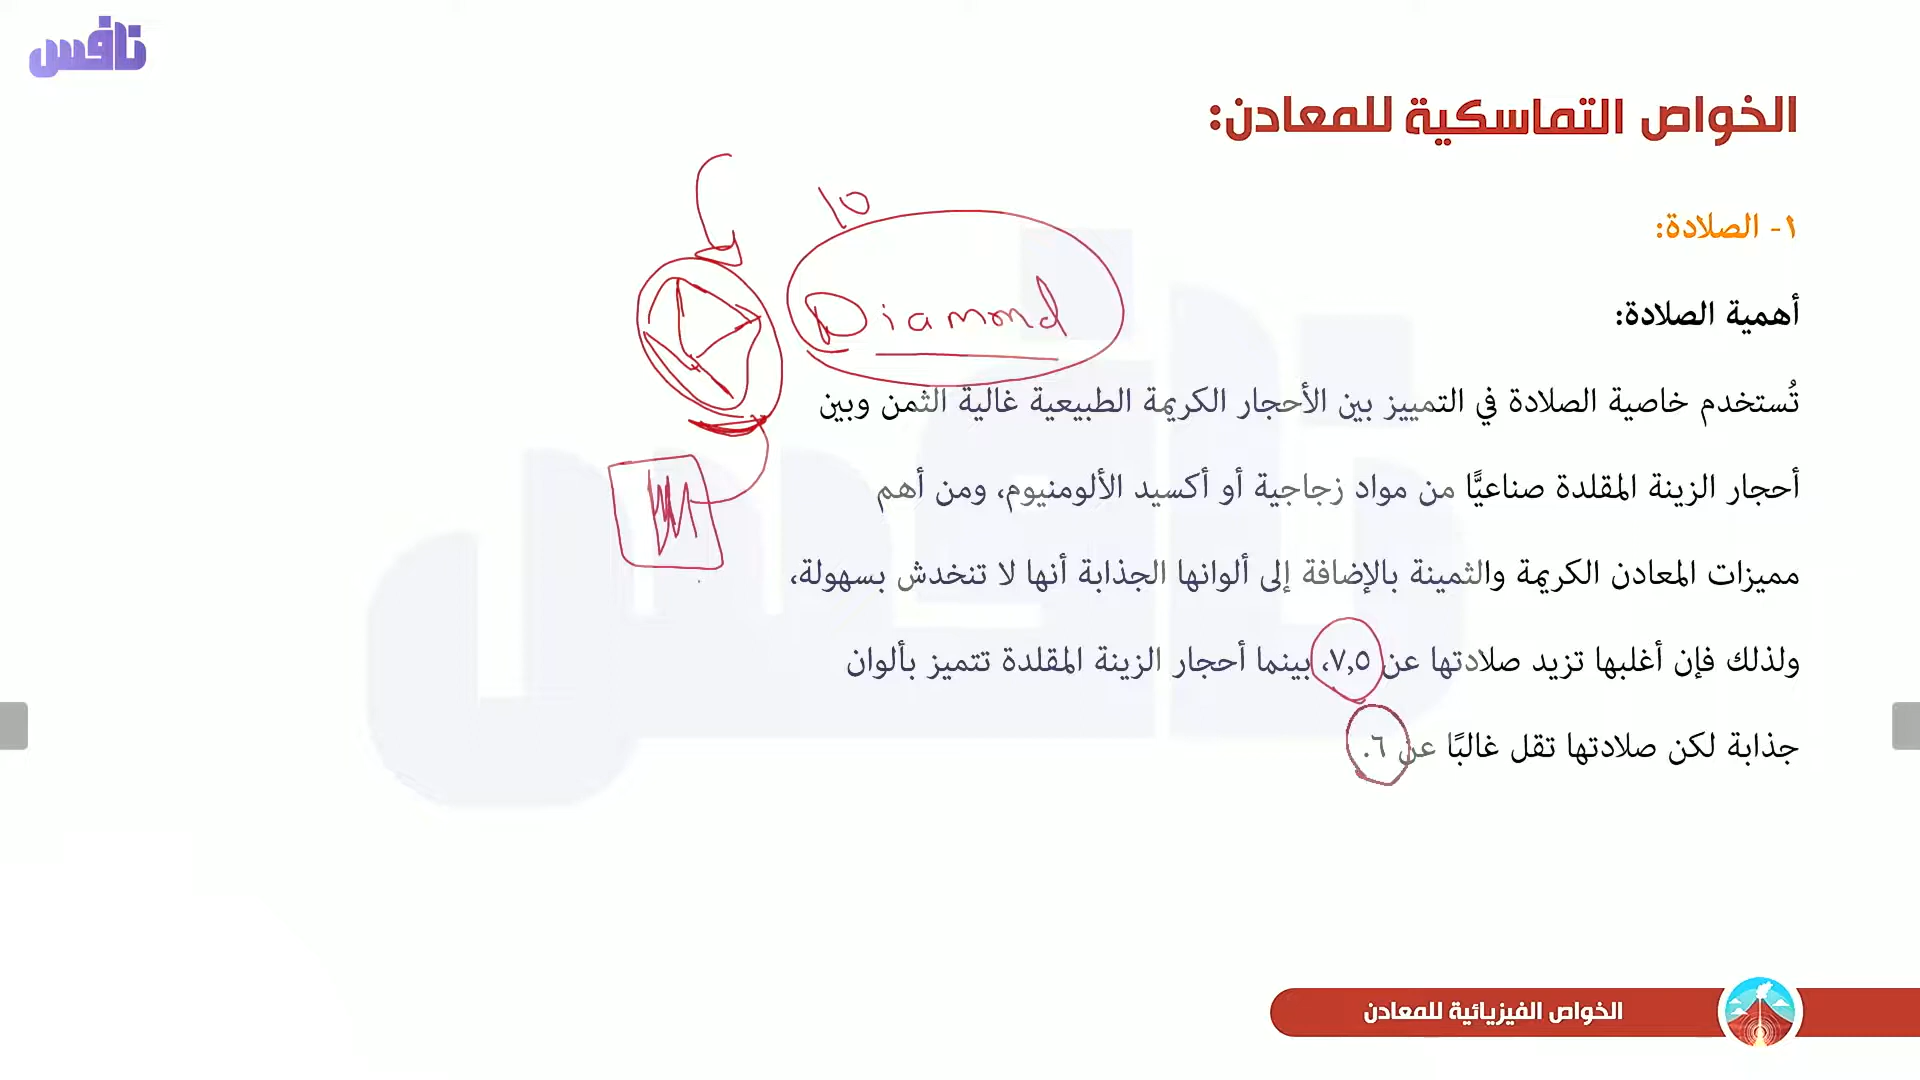 نافس
الخواص التماسكية للمعادن:
١- الصلادة:
أهمية الصلادة:
10
Diamond
تُستخدم خاصية الصلادة في التمييز بين الأحجار الكريمة الطبيعية غالية الثمن وبين
أحجار الزينة المقلدة صناعيًّا من مواد زجاجية أو أكسيد الألومنيوم، ومن أهم
مميزات المعادن الكريمة والثمينة بالإضافة إلى ألوانها الجذابة أنها لا تنخدش بسهولة،
ولذلك فإن أغلبها تزيد صلادتها عن ٧,٥، بينما أحجار الزينة المقلدة تتميز بألوان
جذابة لكن صلادتها تقل غالبًا عن ٦.
الخواص الفيزيائية للمعادن